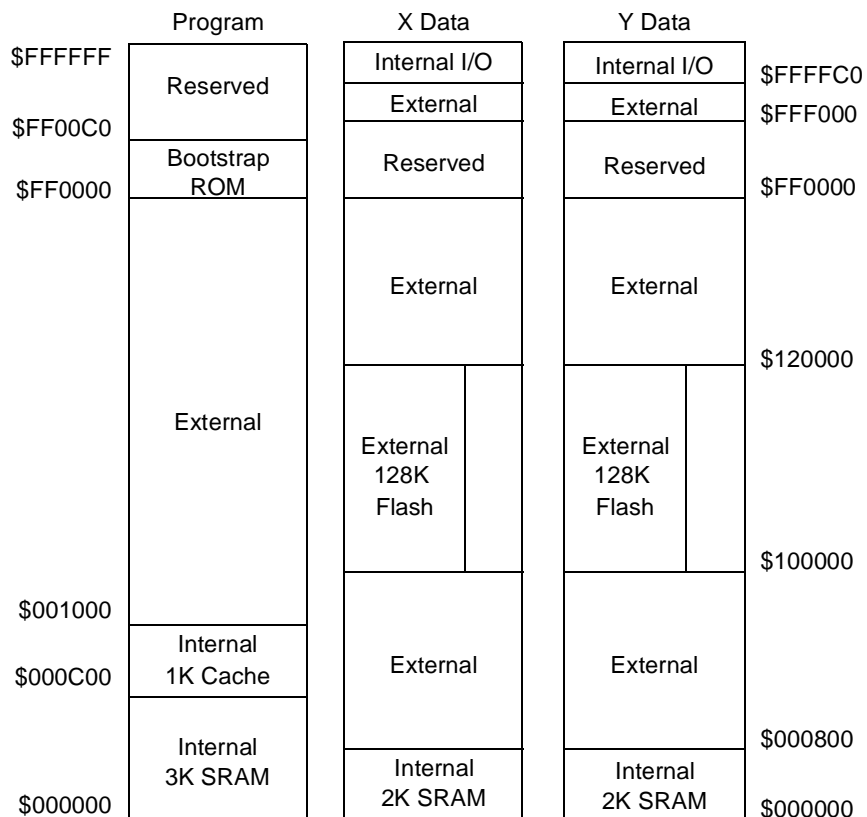 Program
X Data
Y Data
$FFFFFF
Reserved
$FF00C0
Bootstrap
ROM
$FF0000
External
$001000
Internal
1K Cache
$000C00
Internal
3K SRAM
$000000
Internal I/O
External
Reserved
External
External
128K
Flash
External
Internal
2K SRAM
Internal I/O
External
Reserved
External
External
128K
Flash
External
Internal
2K SRAM
$FFFFC0
$FFF000
$FF0000
$120000
$100000
$000800
$000000